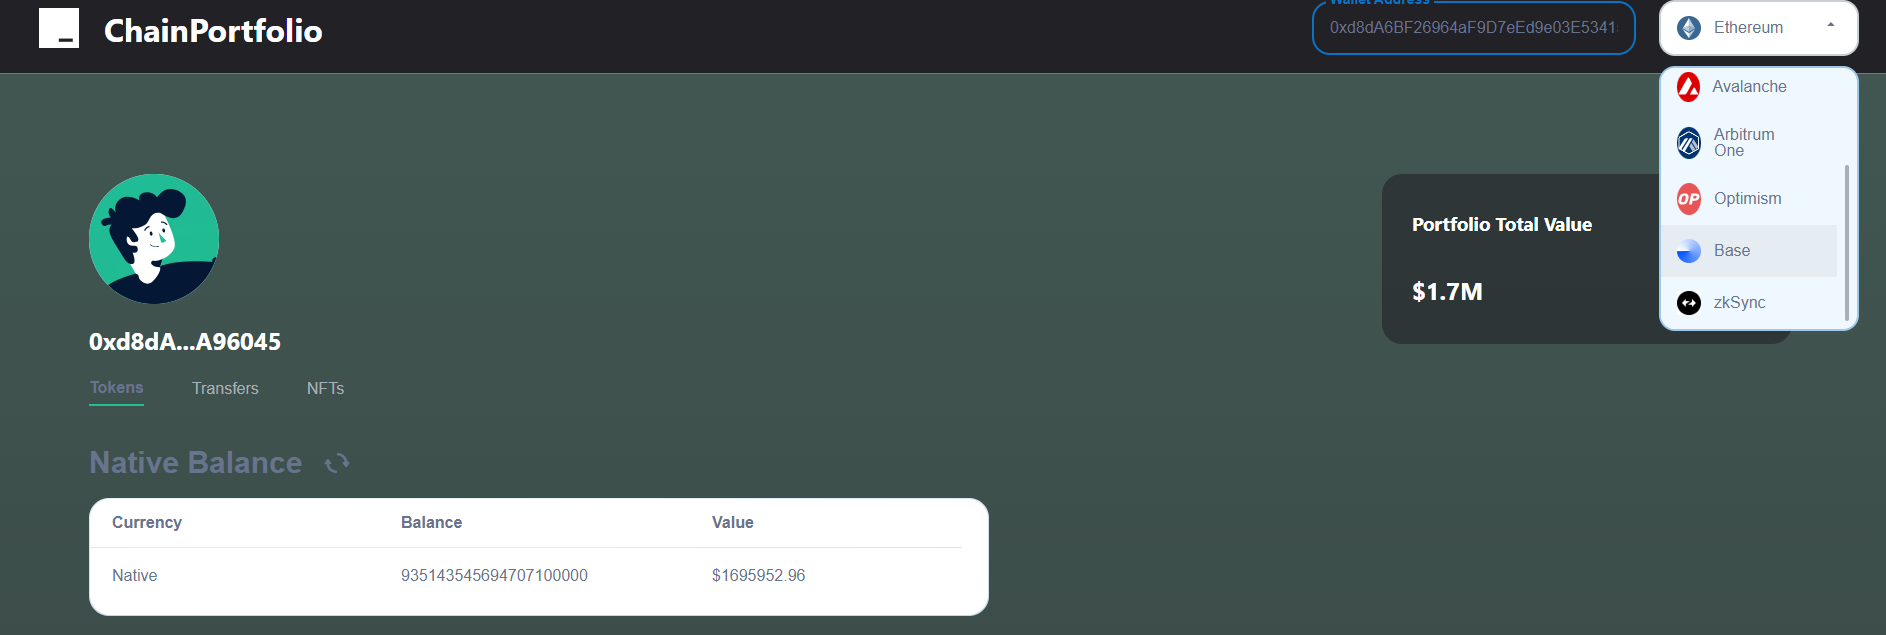 ChainPortfolio
Wallet Address
0xd8dA6BF26964aF9D7eEd9e03E5341
Ethereum
Avalanche
Arbitrum
One
OP
Optimism
Base
zkSync
Portfolio Total Value
$1.7M
0xd8dA...A96045
Tokens
Transfers
NFTs
Native Balance
Currency Balance Value
Native 935143545694707100000 $1695952.96